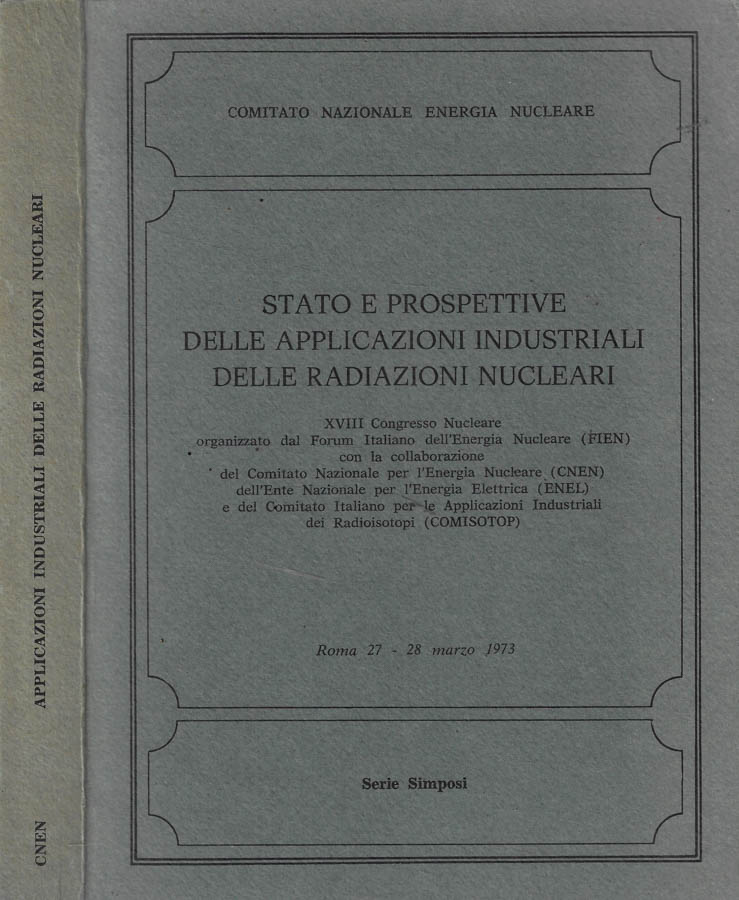 COMITATO NAZIONALE ENERGIA NUCLEARE
STATO E PROSPETTIVE
DELLE APPLICAZIONI INDUSTRIALI
DELLE RADIAZIONI NUCLEARI
XVIII Congresso Nucleare
organizzato dal Forum Italiano dell'Energia Nucleare (FIEN)
con la collaborazione
del Comitato Nazionale per l'Energia Nucleare (CNEN)
dell'Ente Nazionale per l'Energia Elettrica (ENEL)
e del Comitato Italiano per le Applicazioni Industriali
dei Radioisotopi (COMISOTOP)
Roma 27 - 28 marzo 1973
Serie Simposi
CNEN
APPLICAZIONI INDUSTRIALI DELLE RADIAZIONI NUCLEARI